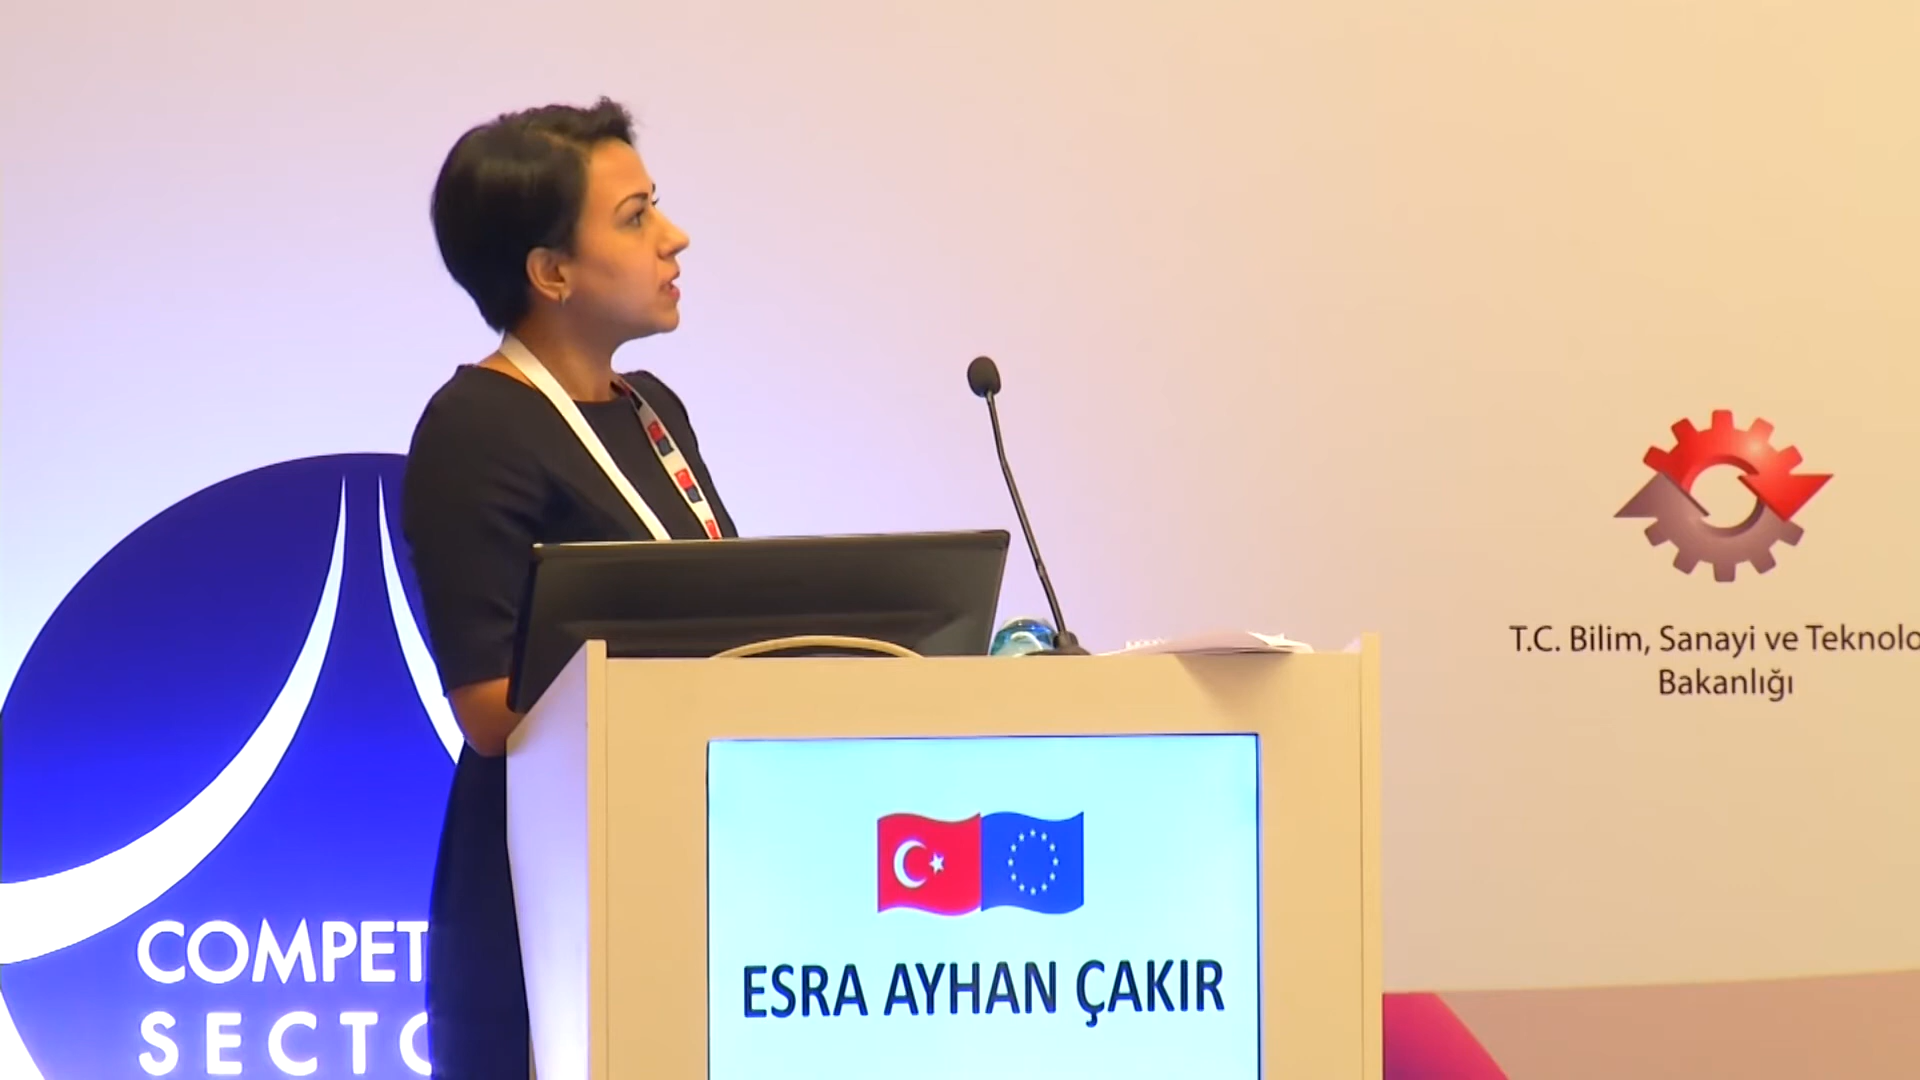 COMPET
SECTO
T.C. Bilim, Sanayi ve Teknolo
Bakanlığı
ESRA AYHAN ÇAKIR